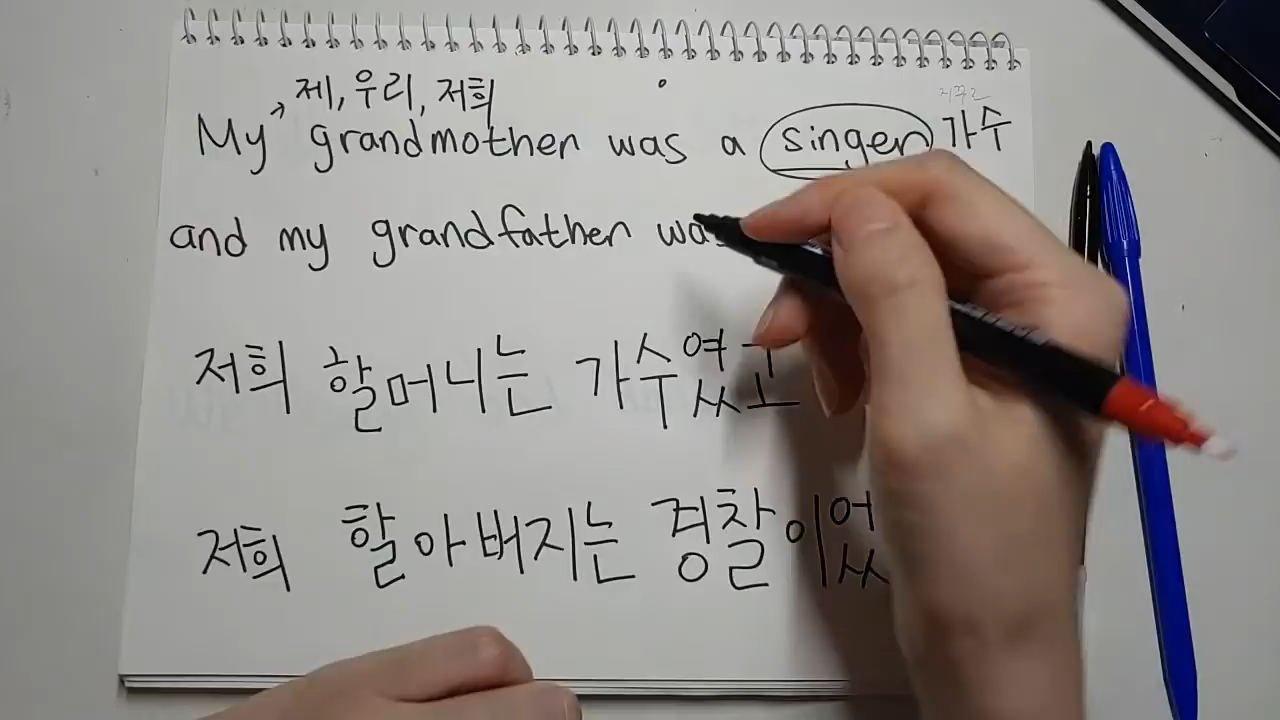 제, 우리, 저희
My grandmother was a singer 가수
and my grandfather was
저희 할머니는 가수였고
저희 할아버지는 경찰이었